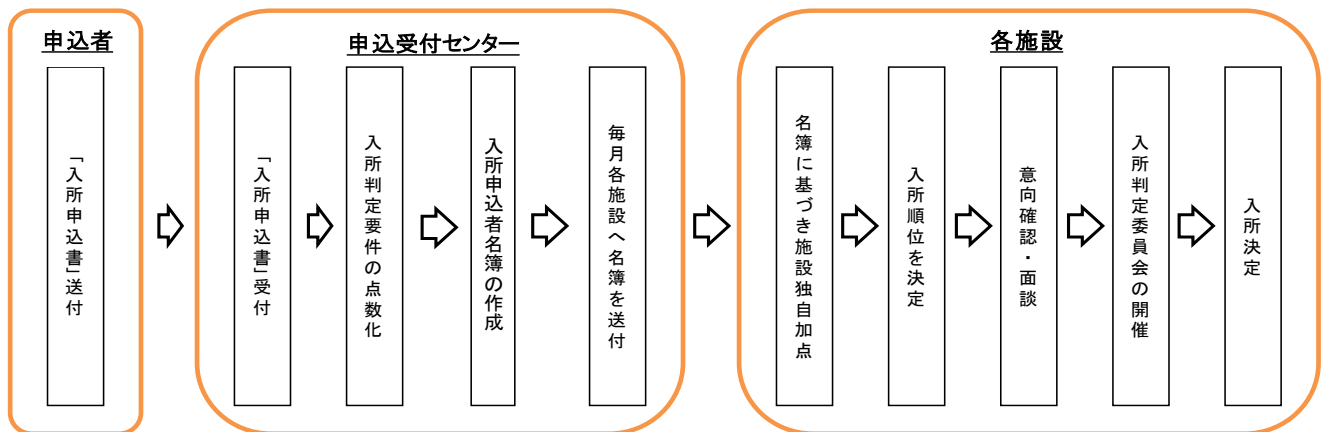 申込者
「入所申込書」送付
申込受付センター
「入所申込書」受付
入所判定要件の点数化
入所申込者名簿の作成
毎月各施設へ名簿を送付
各施設
名簿に基づき施設独自加点
入所順位を決定
意向確認・面談
入所判定委員会の開催
入所決定